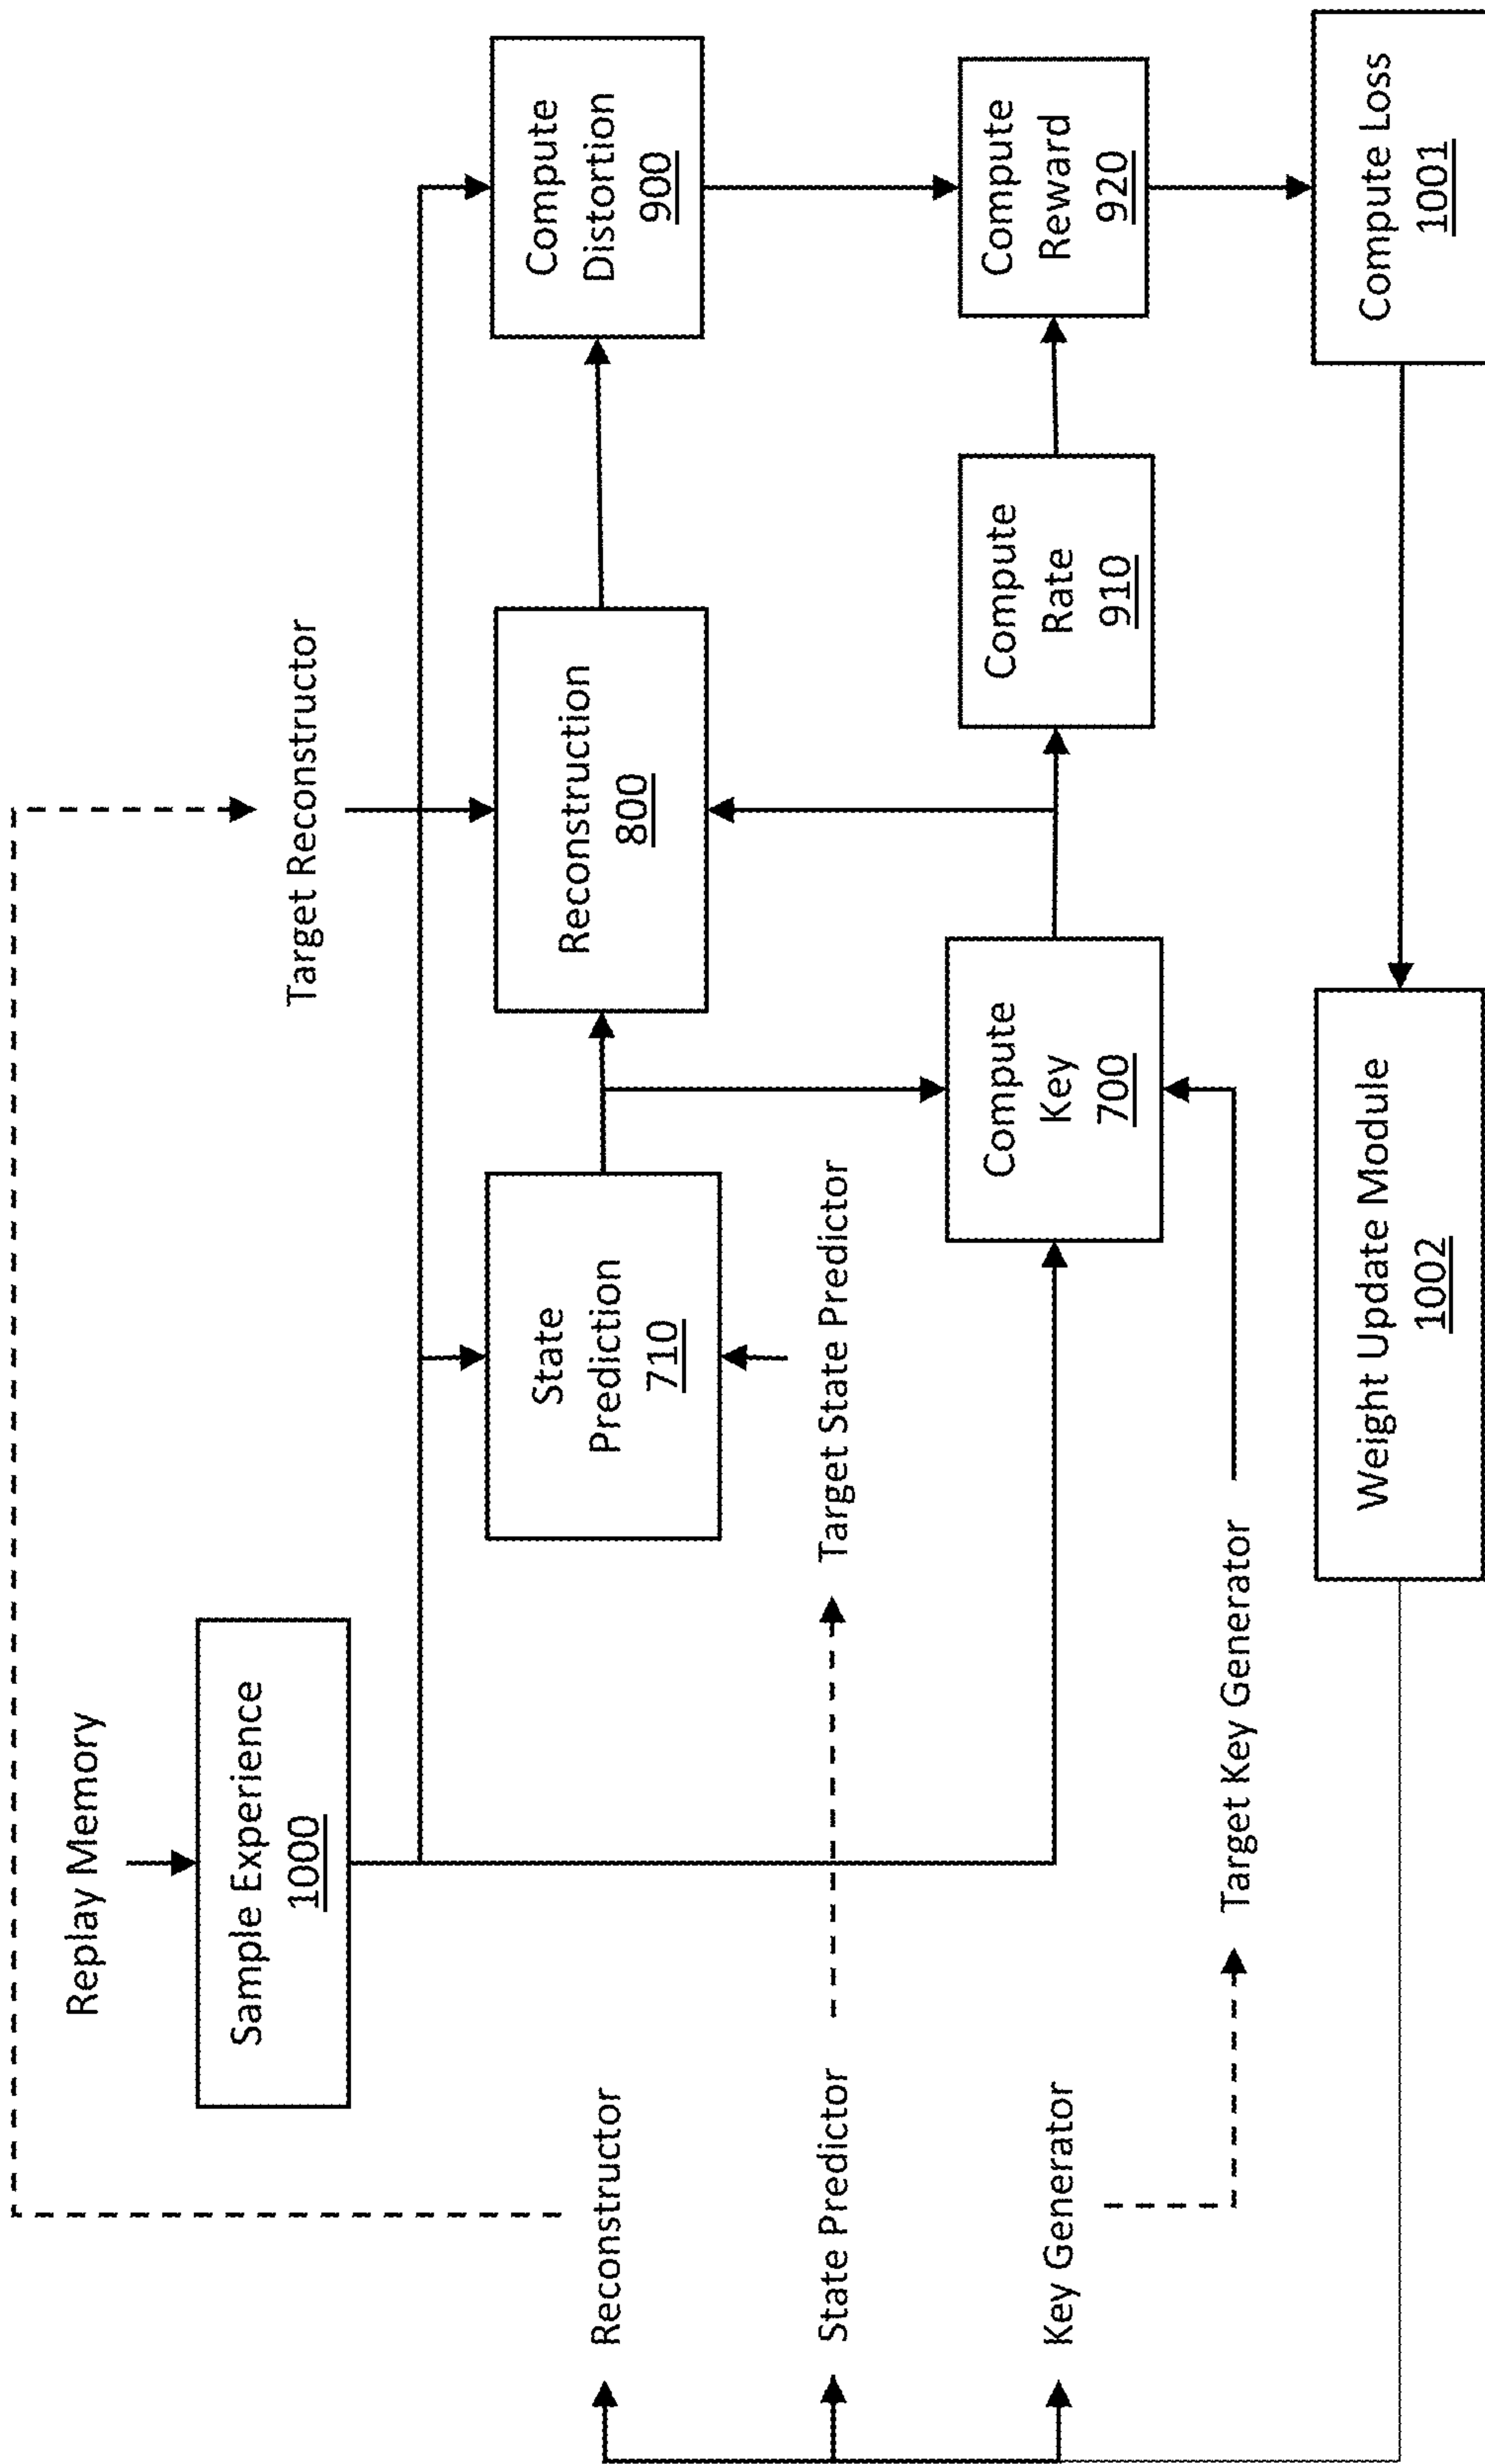 Replay Memory
Sample Experience
1000
Target Reconstructor
Reconstructor
State
Prediction
710
Reconstruction
800
Compute
Distortion
900
State Predictor
Target State Predictor
Key Generator
Compute
Key
700
Compute
Rate
910
Compute
Reward
920
Target Key Generator
Weight Update Module
1002
Compute Loss
1001